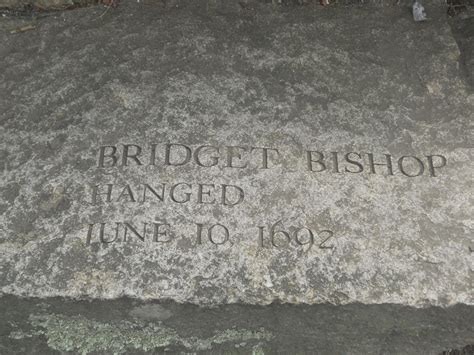 BRIDGET BISHOP
HANGED
JUNE 10, 1692